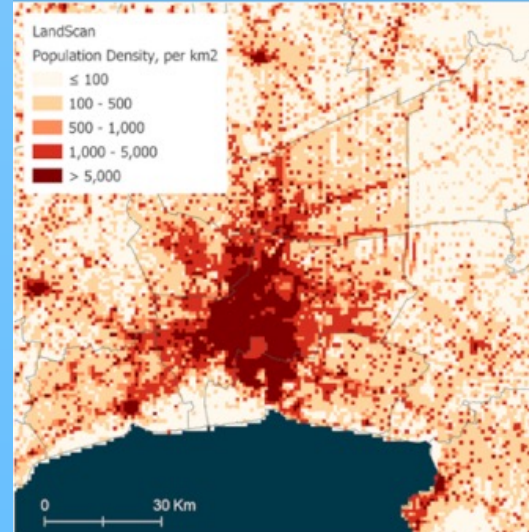 LandScan
Population Density, per km2
≤ 100
100 - 500
500 - 1,000
1,000 - 5,000
> 5,000
0 30 Km